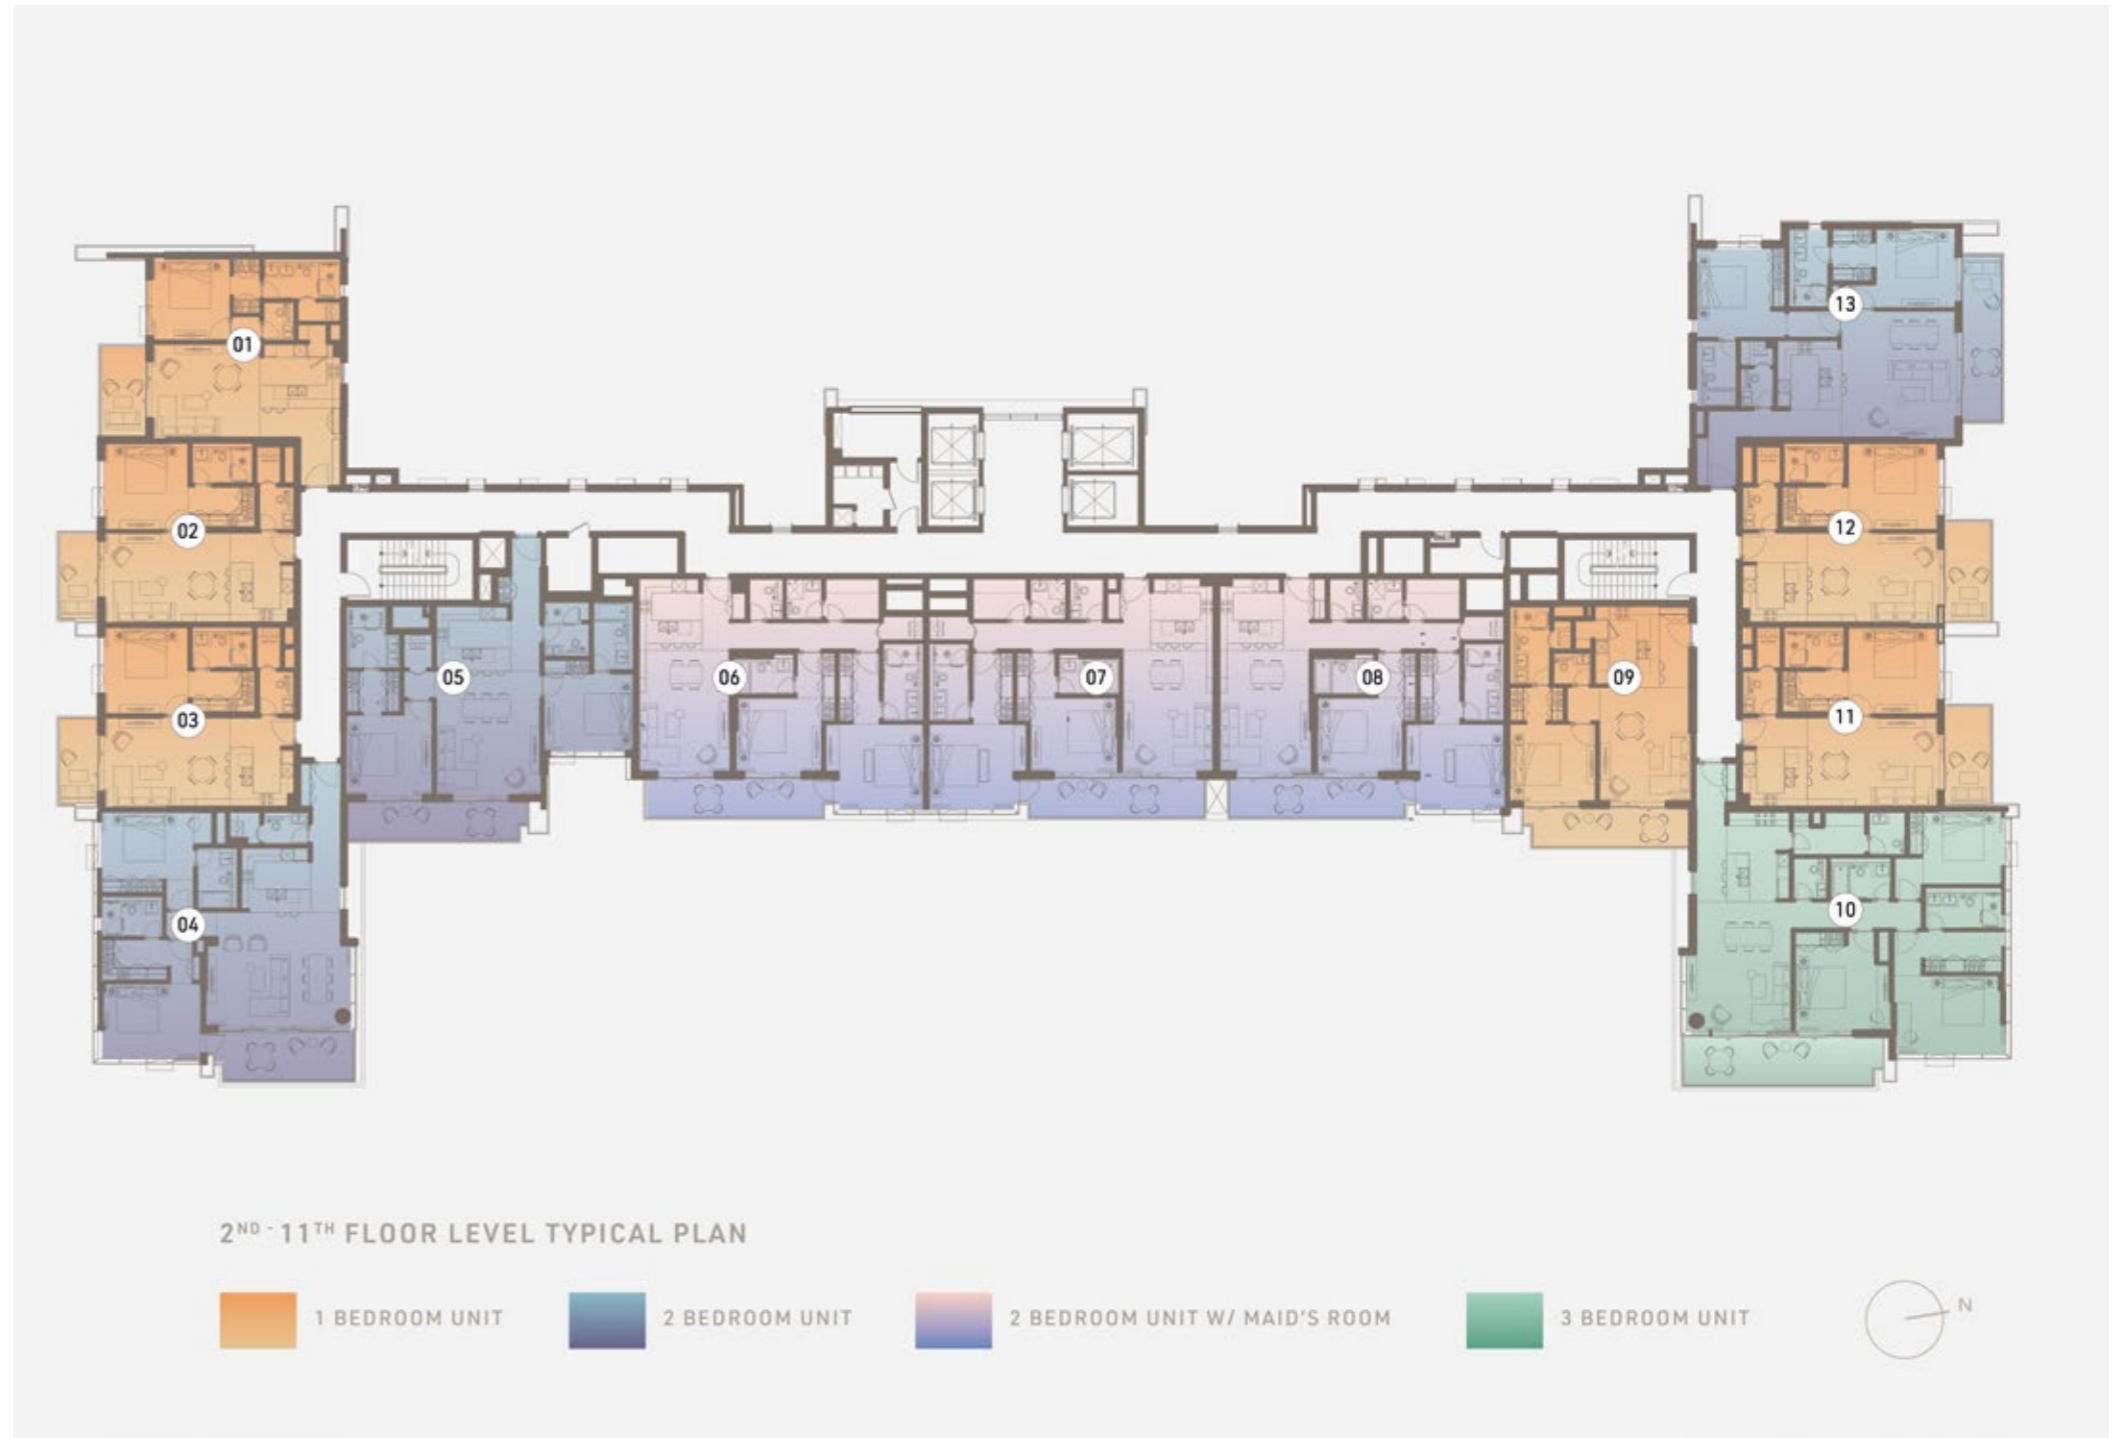 13
01
12
02
05
06
07
08
09
03
11
10
04
2ND - 11TH FLOOR LEVEL TYPICAL PLAN
1 BEDROOM UNIT
2 BEDROOM UNIT
2 BEDROOM UNIT W/ MAID'S ROOM
3 BEDROOM UNIT
N